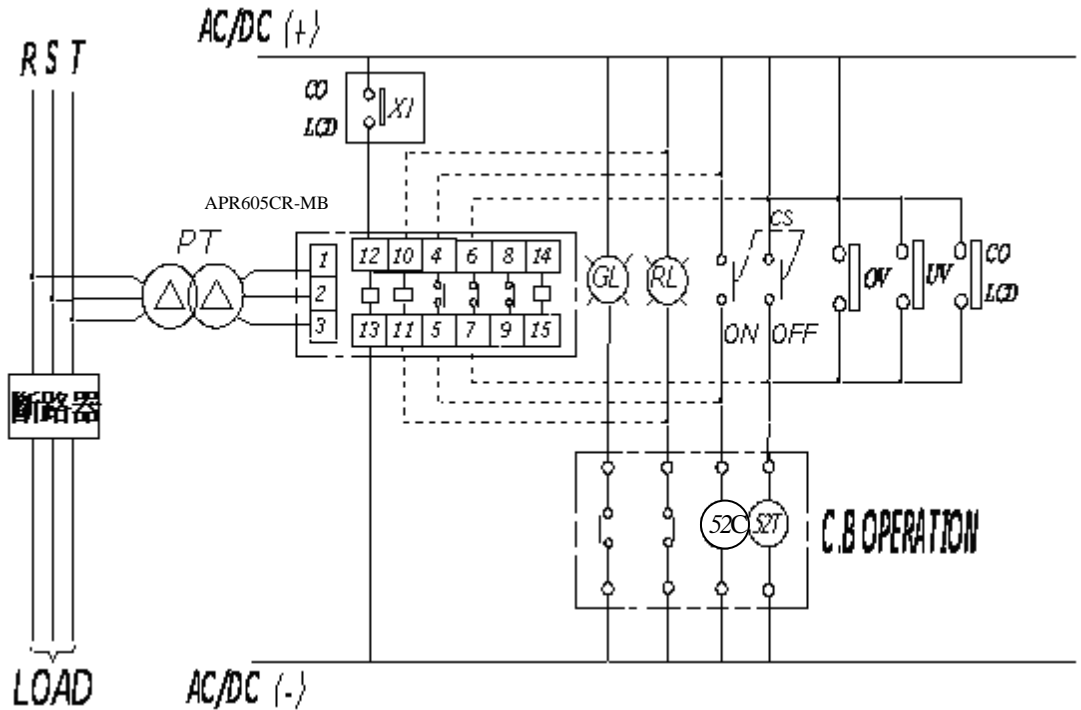 AC/DC (+)
R S T
CO
LCD
X1
APR605CR-MB
PT
CS
1
2
3
12 10 4 6 8 14
13 11 5 7 9 15
GL
RL
ON OFF
OV
UV
CO
LCD
斷路器
52C
52T
C.B OPERATION
LOAD
AC/DC (-)